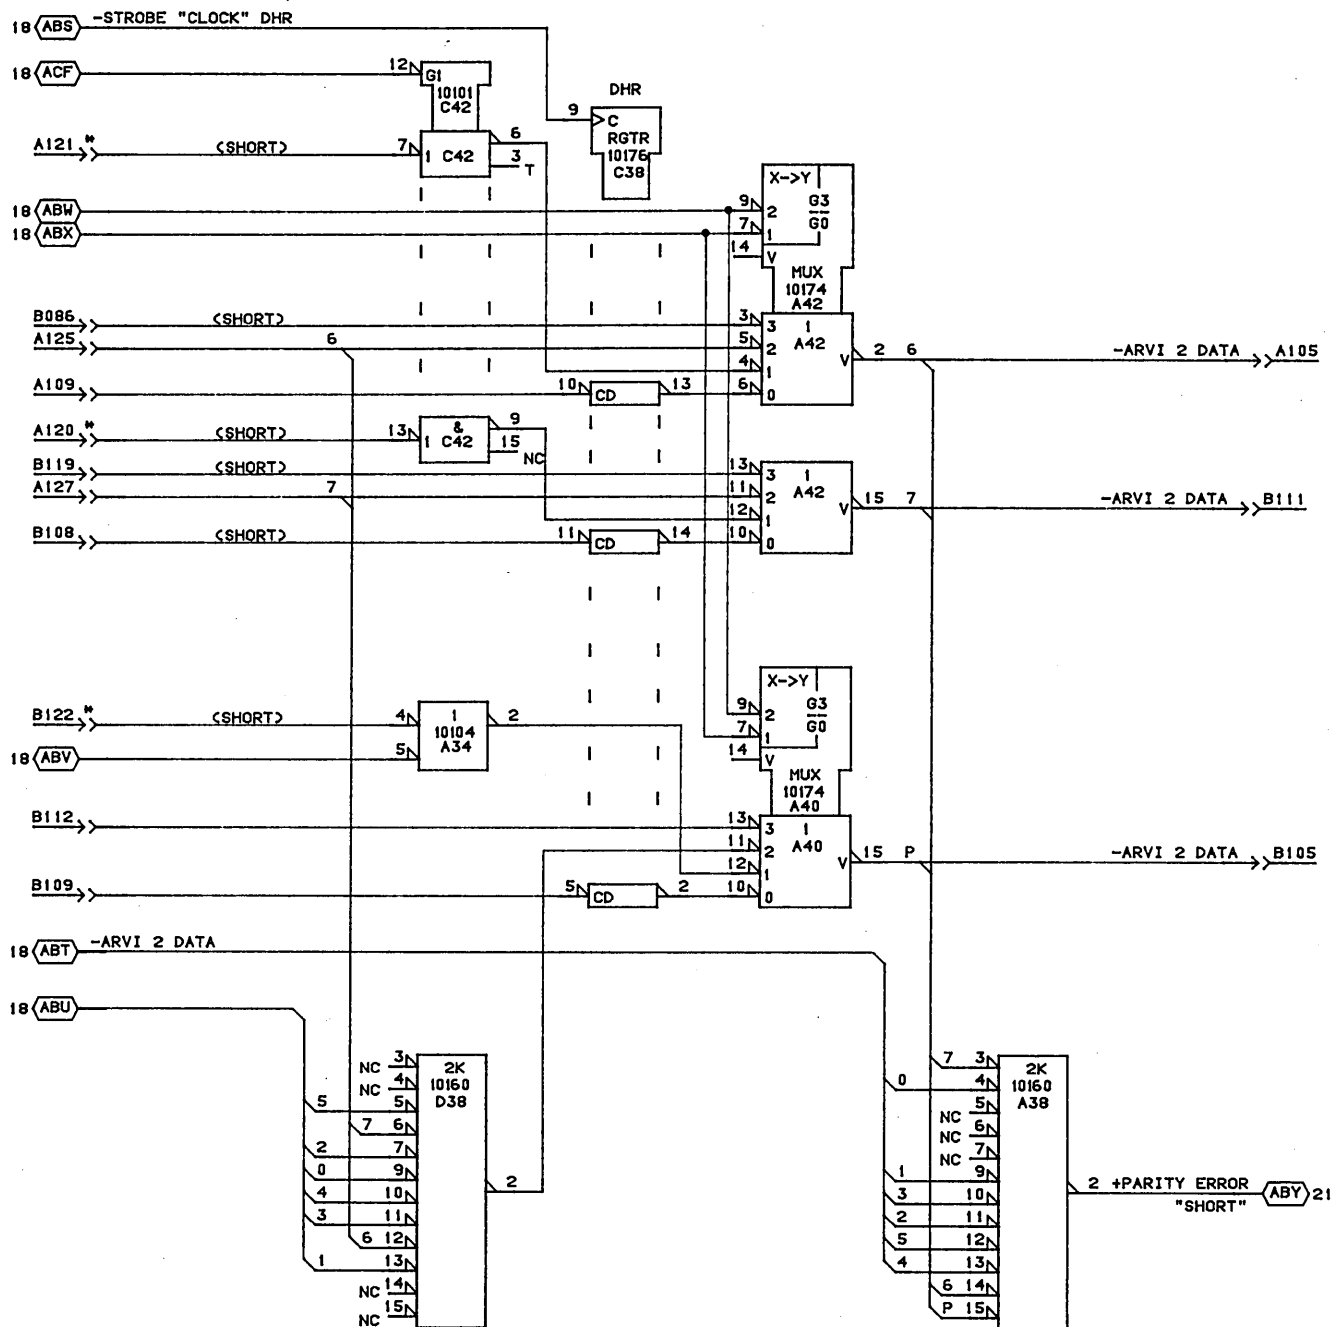 18 ABS -STROBE "CLOCK" DHR
18 ACF 12 G1
10101
C42
DHR
9 C
RGTR
10176
C38
A121 * (SHORT) 7 1 C42 6
3 T
18 ABW
18 ABX
X->Y
9 2 G3
7 1 G0
14 V
MUX
10174
A42
B086 (SHORT) 3 3 1
A125 6 5 2 A42 V 2 6 -ARVI 2 DATA A105
4 1
A109 10 CD 13 6 0
A120 * (SHORT) 13 1 & C42 9
15 NC
B119 (SHORT) 13 3 1
A127 7 11 2 A42 V 15 7 -ARVI 2 DATA B111
12 1
B108 (SHORT) 11 CD 14 10 0
X->Y
9 2 G3
7 1 G0
14 V
MUX
10174
A40
B122 * (SHORT) 4 1 2
10104
A34
18 ABV 5
B112 13 3 1
11 2 A40 V 15 P -ARVI 2 DATA B105
12 1
B109 5 CD 2 10 0
18 ABT -ARVI 2 DATA
18 ABU
NC 3 2K
NC 4 10160
5 5 D38
7 6
2 7
0 9
4 10 2
3 11
6 12
1 13
NC 14
NC 15
7 3 2K
0 4 10160
NC 5 A38
NC 6
NC 7
1 9
3 10 2 +PARITY ERROR ABY 21
"SHORT"
2 11
5 12
4 13
6 14
P 15